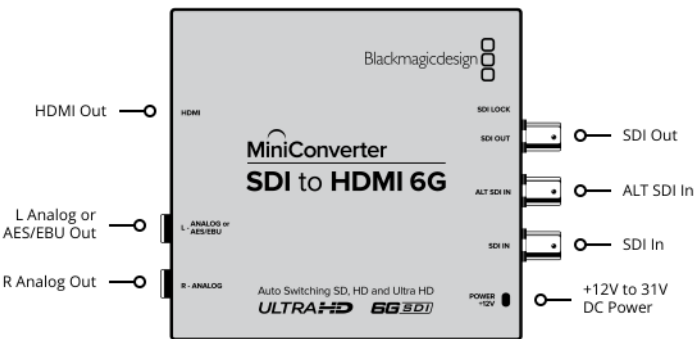 Blackmagicdesign
HDMI Out
HDMI
SDI LOCK
SDI OUT
SDI Out
MiniConverter
SDI to HDMI 6G
ALT SDI IN
ALT SDI In
L Analog or
AES/EBU Out
L - ANALOG or
AES/EBU
SDI IN
SDI In
R Analog Out
R - ANALOG
Auto Switching SD, HD and Ultra HD
ULTRAHD 6G SDI
POWER
+12V
+12V to 31V
DC Power